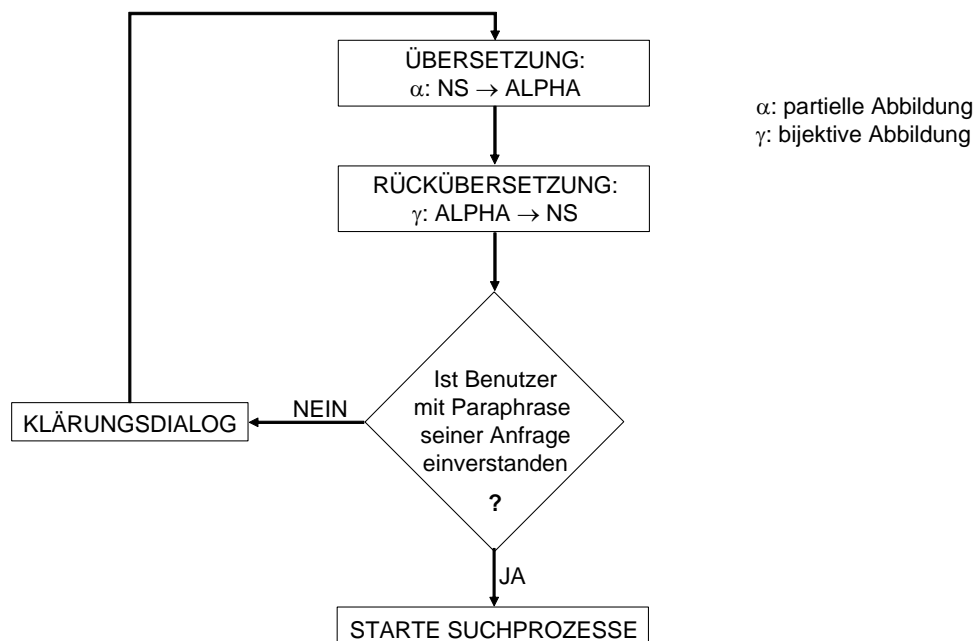 ÜBERSETZUNG:
α: NS → ALPHA
α: partielle Abbildung
γ: bijektive Abbildung
RÜCKÜBERSETZUNG:
γ: ALPHA → NS
Ist Benutzer
mit Paraphrase
seiner Anfrage
einverstanden
?
NEIN
KLÄRUNGSDIALOG
JA
STARTE SUCHPROZESSE